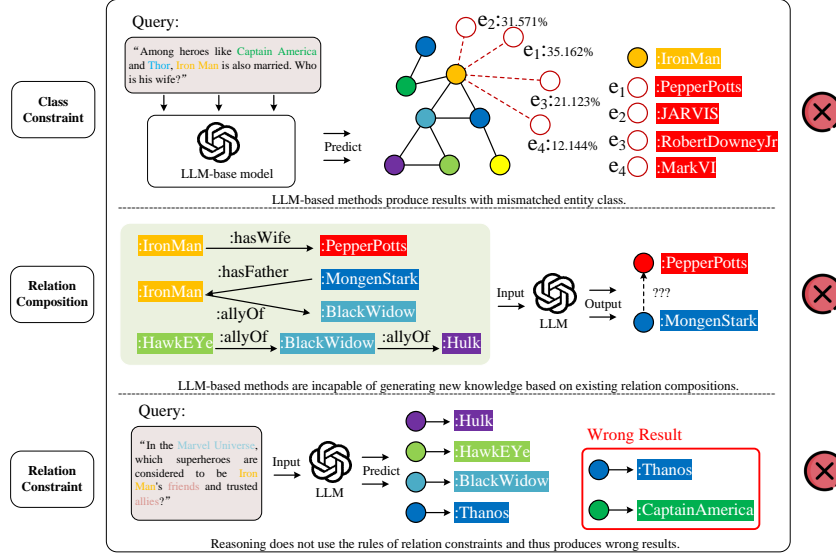 Query:
“Among heroes like Captain America
and Thor, Iron Man is also married. Who
is his wife?”
LLM-base model
Predict
e2:31.571%
e1:35.162%
e3:21.123%
e4:12.144%
:IronMan
e1 :PepperPotts
e2 :JARVIS
e3 :RobertDowneyJr
e4 :MarkVI
Class
Constraint
LLM-based methods produce results with mismatched entity class.
Relation
Composition
:IronMan :hasWife :PepperPotts
:hasFather
:MongenStark
:IronMan
:allyOf
:BlackWidow
:HawkEYe :allyOf :BlackWidow :allyOf :Hulk
Input
LLM
Output
:PepperPotts
???
:MongenStark
LLM-based methods are incapable of generating new knowledge based on existing relation compositions.
Relation
Constraint
Query:
“In the Marvel Universe,
which superheroes are
considered to be Iron
Man's friends and trusted
allies?”
Input
LLM
Predict
:Hulk
:HawkEYe
:BlackWidow
:Thanos
Wrong Result
:Thanos
:CaptainAmerica
Reasoning does not use the rules of relation constraints and thus produces wrong results.